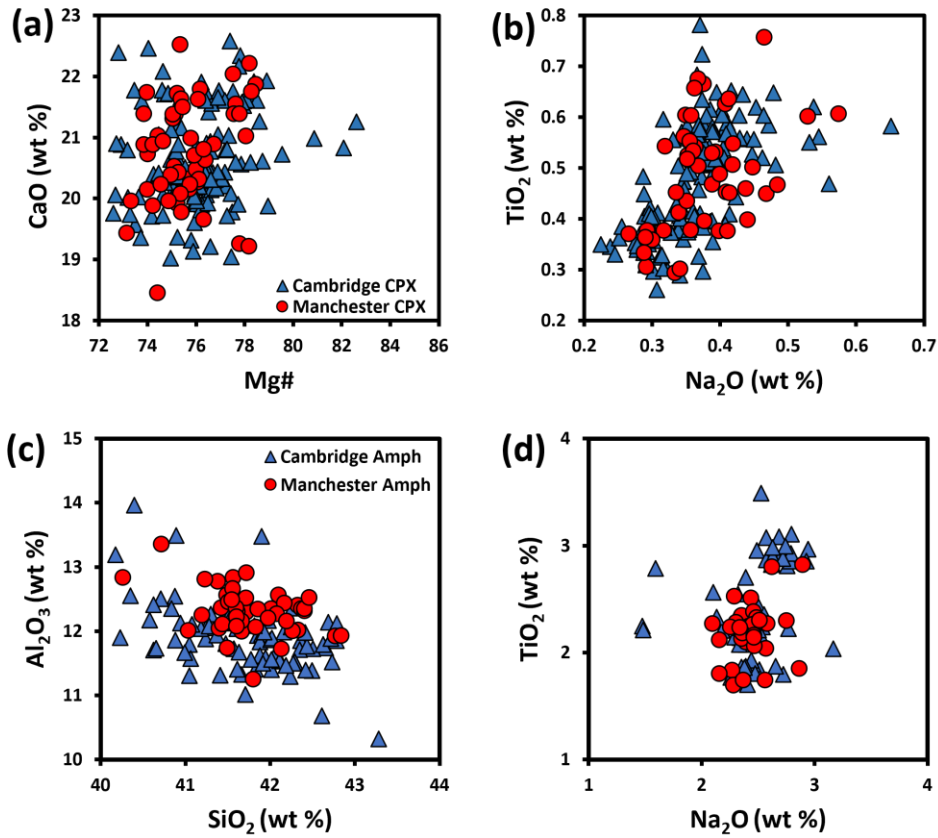 (a)
23
22
21
20
19
18
CaO (wt %)
Cambridge CPX
Manchester CPX
72 74 76 78 80 82 84 86
Mg#
(b)
0.8
0.7
0.6
0.5
0.4
0.3
0.2
TiO₂ (wt %)
0.2 0.3 0.4 0.5 0.6 0.7
Na₂O (wt %)
(c)
15
14
13
12
11
10
Al₂O₃ (wt %)
Cambridge Amph
Manchester Amph
40 41 42 43 44
SiO₂ (wt %)
(d)
4
3
2
1
TiO₂ (wt %)
1 2 3 4
Na₂O (wt %)